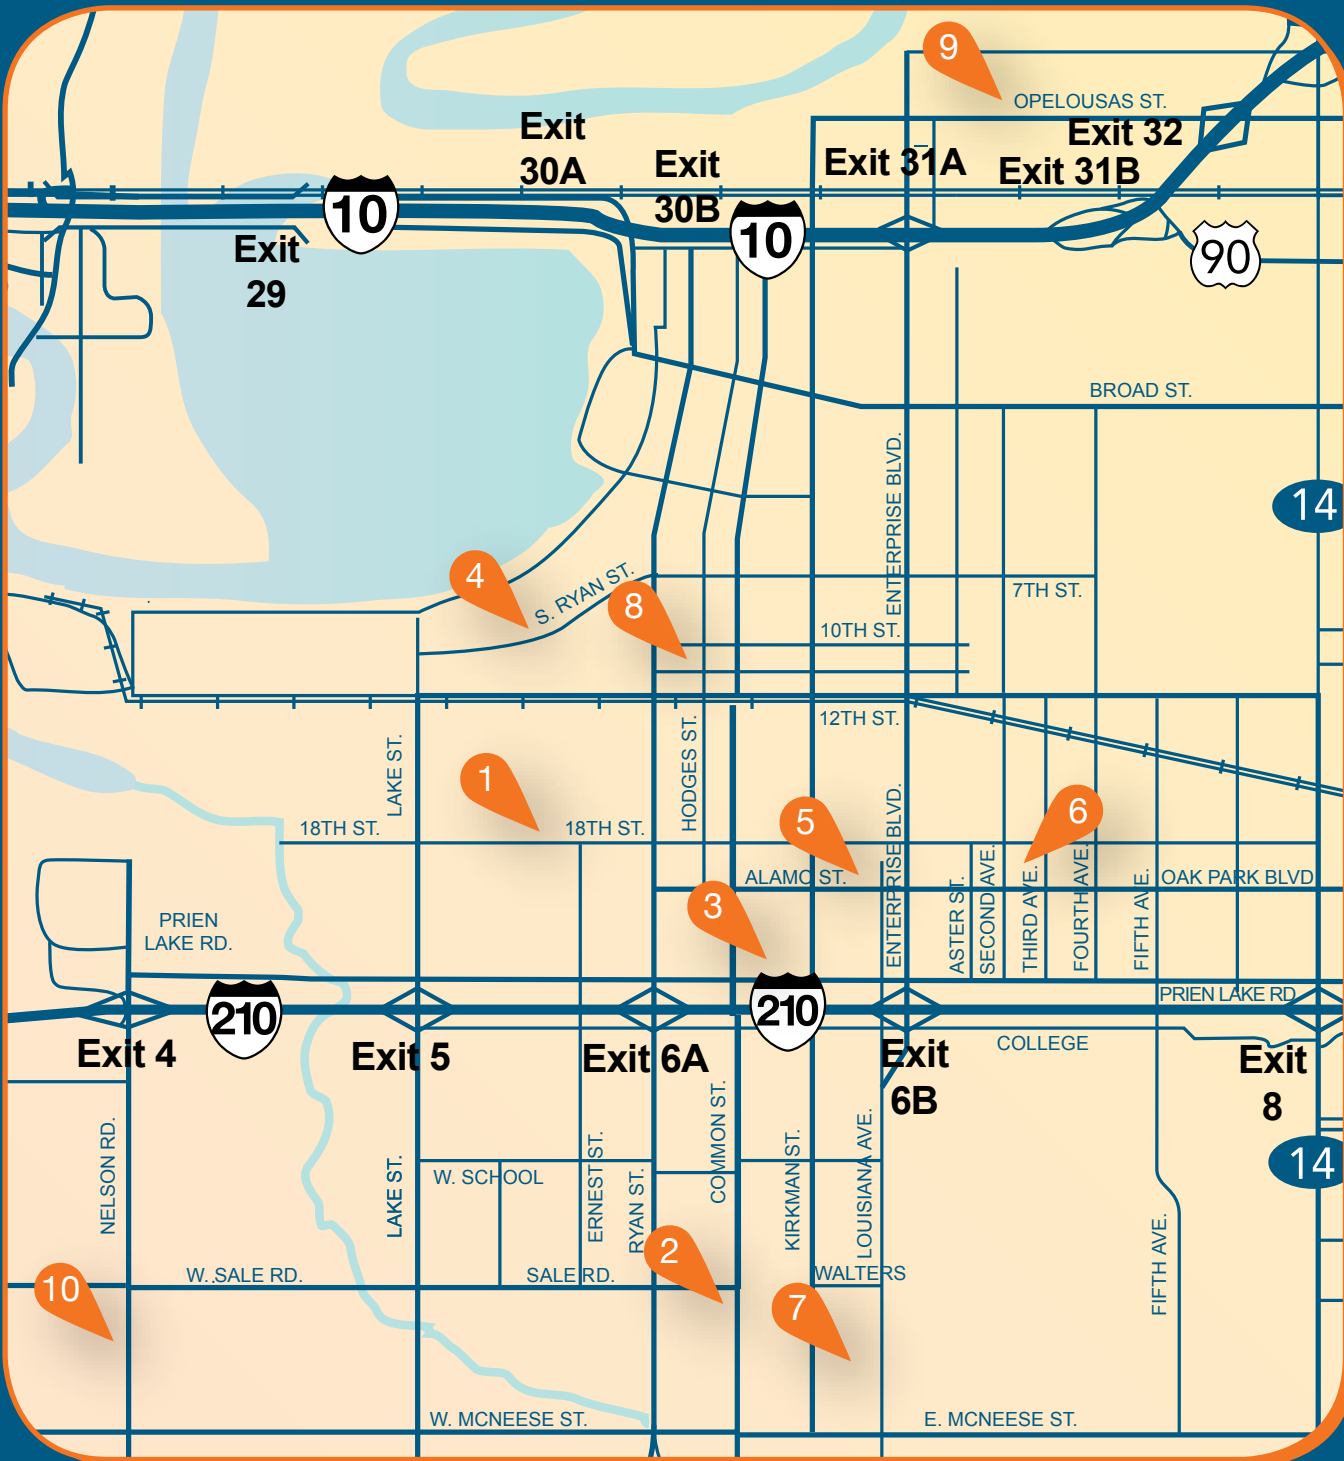 9
OPELOUSAS ST.
Exit
30A
Exit 32
Exit
30B
Exit 31A
Exit 31B
10
10
Exit
29
90
BROAD ST.
ENTERPRISE BLVD.
14
4
S. RYAN ST.
8
7TH ST.
10TH ST.
12TH ST.
LAKE ST.
HODGES ST.
1
18TH ST.
18TH ST.
5
6
ENTERPRISE BLVD.
ALAMO ST.
OAK PARK BLVD
3
ASTER ST.
SECOND AVE.
THIRD AVE.
FOURTH AVE.
FIFTH AVE.
PRIEN
LAKE RD.
PRIEN LAKE RD
210
210
COLLEGE
Exit 4
Exit 5
Exit 6A
Exit
6B
Exit
8
NELSON RD.
LAKE ST.
W. SCHOOL
ERNEST ST.
RYAN ST.
COMMON ST.
KIRKMAN ST.
LOUISIANA AVE.
14
FIFTH AVE.
2
10
W. SALE RD.
SALE RD.
WALTERS
7
W. MCNEESE ST.
E. MCNEESE ST.